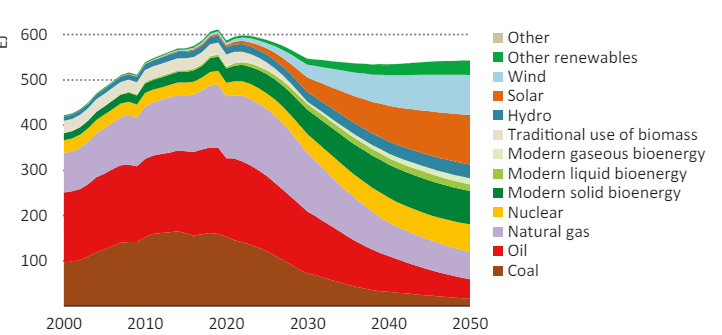 EJ
600
500
400
300
200
100
2000 2010 2020 2030 2040 2050
Other
Other renewables
Wind
Solar
Hydro
Traditional use of biomass
Modern gaseous bioenergy
Modern liquid bioenergy
Modern solid bioenergy
Nuclear
Natural gas
Oil
Coal